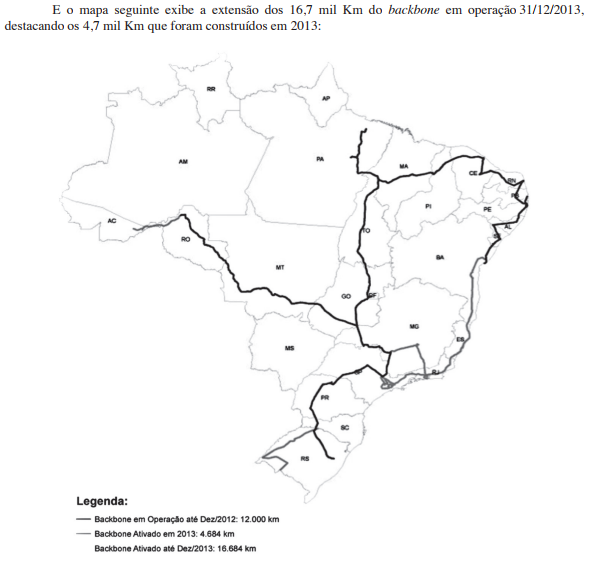 E o mapa seguinte exibe a extensão dos 16,7 mil Km do backbone em operação 31/12/2013,
destacando os 4,7 mil Km que foram construídos em 2013:
RR
AP
AM
PA
MA
CE
RN
PB
PI
PE
AC
AL
TO
SE
RO
BA
MT
GO
DF
MG
ES
MS
SP
RJ
PR
SC
RS
Legenda:
Backbone em Operação até Dez/2012: 12.000 km
Backbone Ativado em 2013: 4.684 km
Backbone Ativado até Dez/2013: 16.684 km